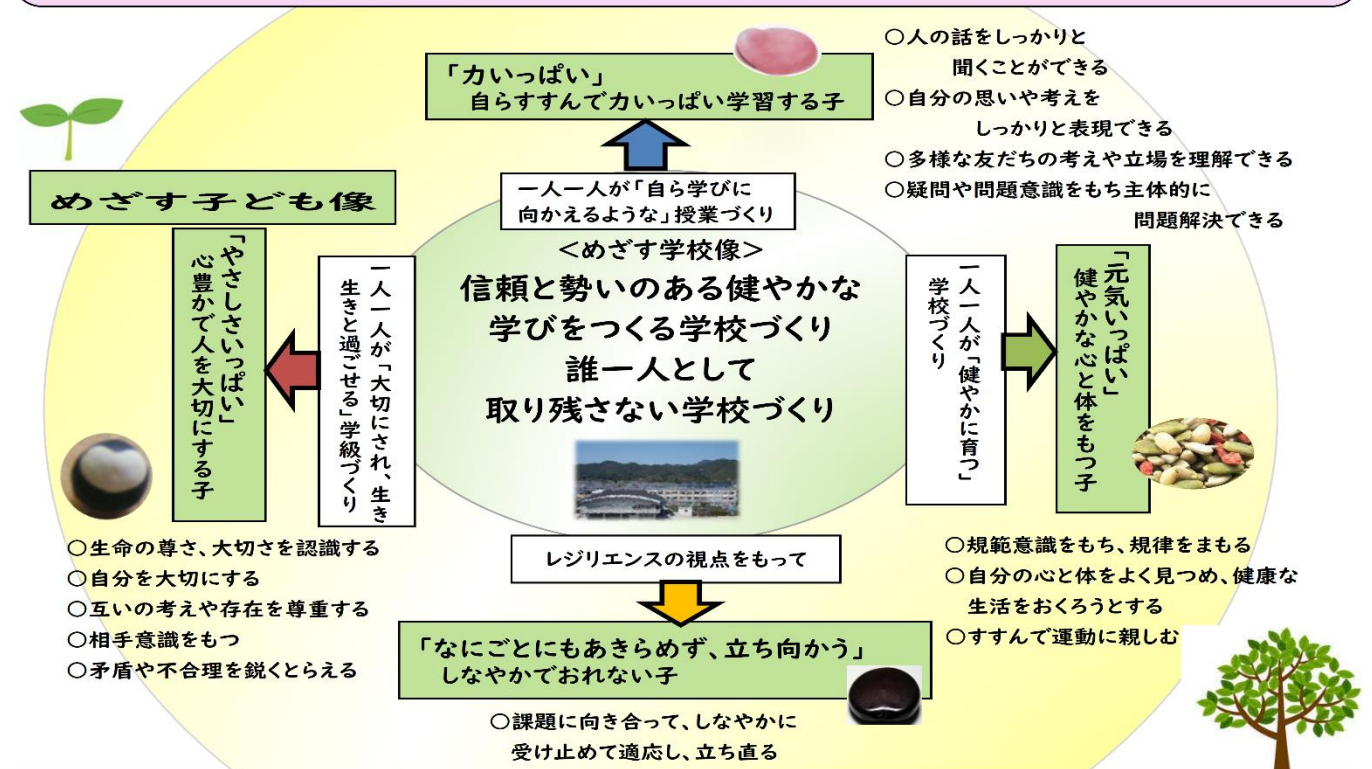 「力いっぱい」
自らすすんで力いっぱい学習する子
〇人の話をしっかりと
聞くことができる
〇自分の思いや考えを
しっかりと表現できる
〇多様な友だちの考えや立場を理解できる
〇疑問や問題意識をもち主体的に
問題解決できる
一人一人が「自ら学びに
向かえるような」授業づくり
めざす子ども像
<めざす学校像>
信頼と勢いのある健やかな
学びをつくる学校づくり
誰一人として
取り残さない学校づくり
「やさしさいっぱい」
心豊かで人を大切にする子
一人一人が「大切にされ、生き
生きと過ごせる」学級づくり
一人一人が「健やかに育つ」
学校づくり
「元気いっぱい」
健やかな心と体をもつ子
〇生命の尊さ、大切さを認識する
〇自分を大切にする
〇互いの考えや存在を尊重する
〇相手意識をもつ
〇矛盾や不合理を鋭くとらえる
レジリエンスの視点をもって
「なにごとにもあきらめず、立ち向かう」
しなやかでおれない子
〇課題に向き合って、しなやかに
受け止めて適応し、立ち直る
〇規範意識をもち、規律をまもる
〇自分の心と体をよく見つめ、健康な
生活をおくろうとする
〇すすんで運動に親しむ